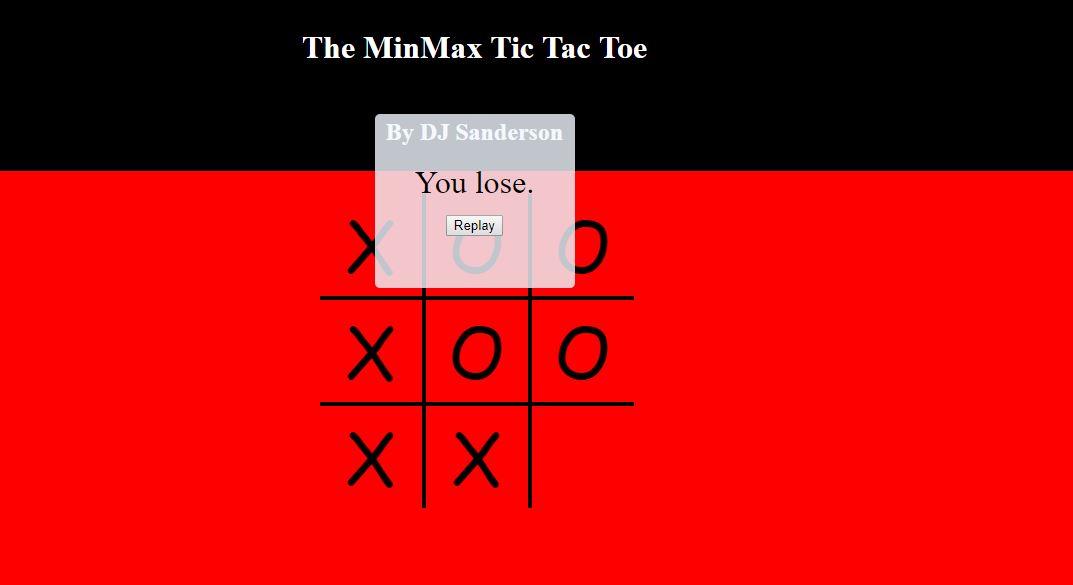 The MinMax Tic Tac Toe
By DJ Sanderson
You lose.
Replay
X O O
X O O
X X